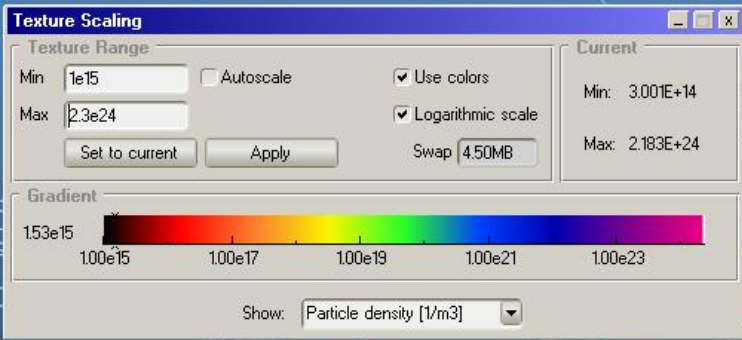 Texture Scaling
Texture Range
Current
Min 1e15 Autoscale Use colors
Min: 3.001E+14
Max 2.3e24 Logarithmic scale
Max: 2.183E+24
Set to current Apply Swap 4.50MB
Gradient
1.53e15
1.00e15 1.00e17 1.00e19 1.00e21 1.00e23
Show: Particle density [1/m3]